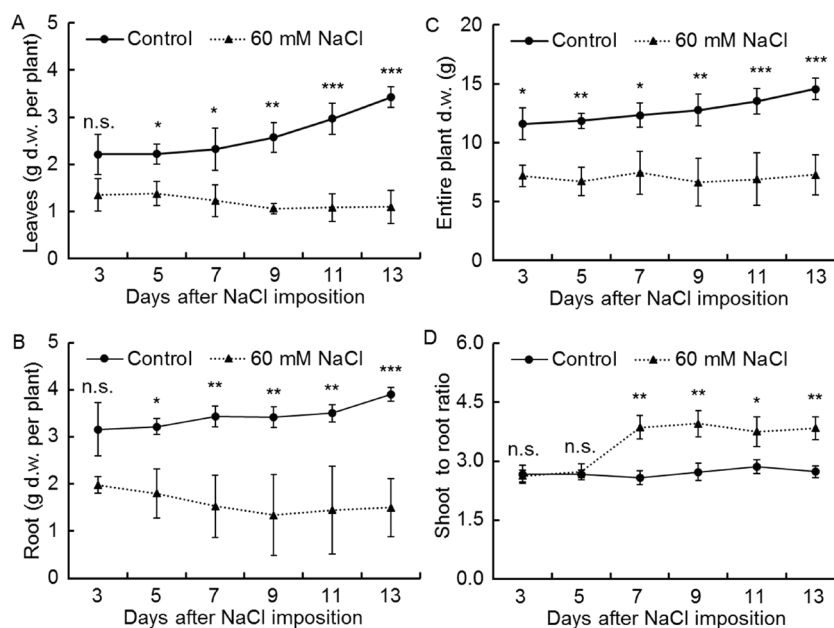 A
Control 60 mM NaCl
Leaves (g d.w. per plant)
5
4
3
2
1
0
n.s. * * ** *** ***
3 5 7 9 11 13
Days after NaCl imposition
B
Control 60 mM NaCl
Root (g d.w. per plant)
5
4
3
2
1
0
n.s. * ** ** ** ***
3 5 7 9 11 13
Days after NaCl imposition
C
Control 60 mM NaCl
Entire plant d.w. (g)
20
15
10
5
0
* ** * ** *** ***
3 5 7 9 11 13
Days after NaCl imposition
D
Control 60 mM NaCl
Shoot to root ratio
6.0
4.5
3.0
1.5
0.0
n.s. n.s. ** ** * **
3 5 7 9 11 13
Days after NaCl imposition